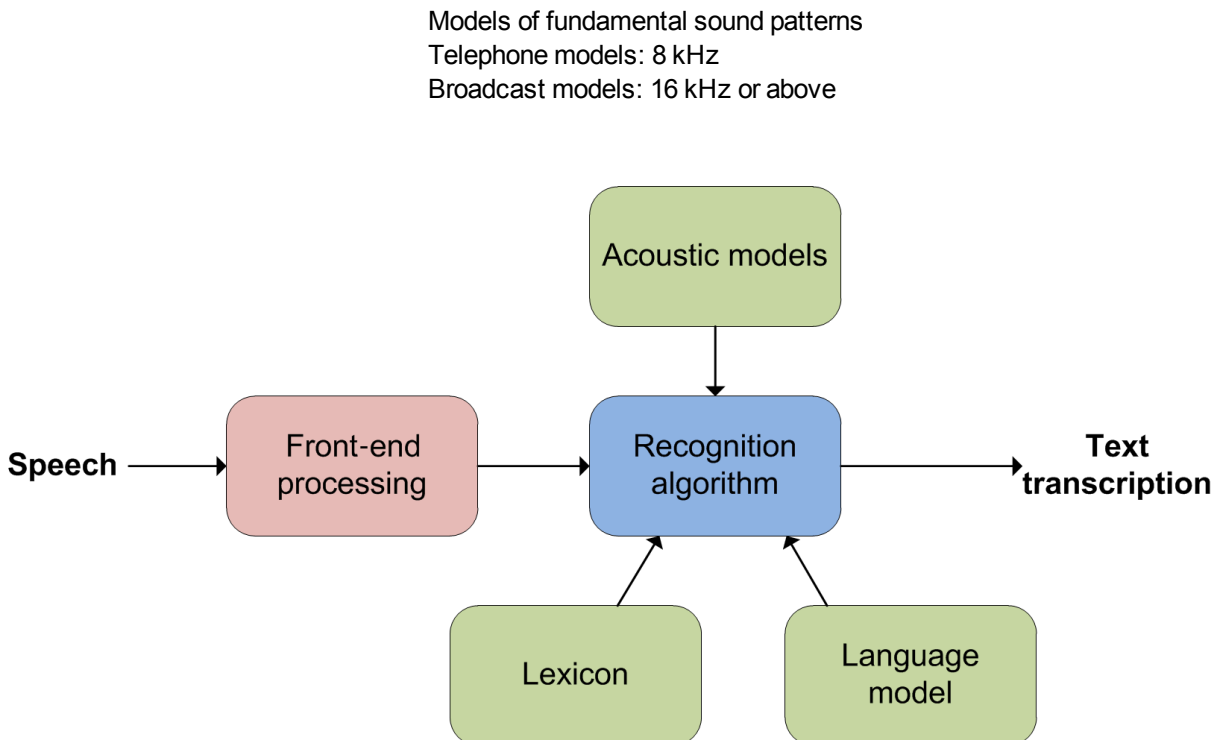 Models of fundamental sound patterns
Telephone models: 8 kHz
Broadcast models: 16 kHz or above
Acoustic models
Speech
Front-end
processing
Recognition
algorithm
Text
transcription
Lexicon
Language
model